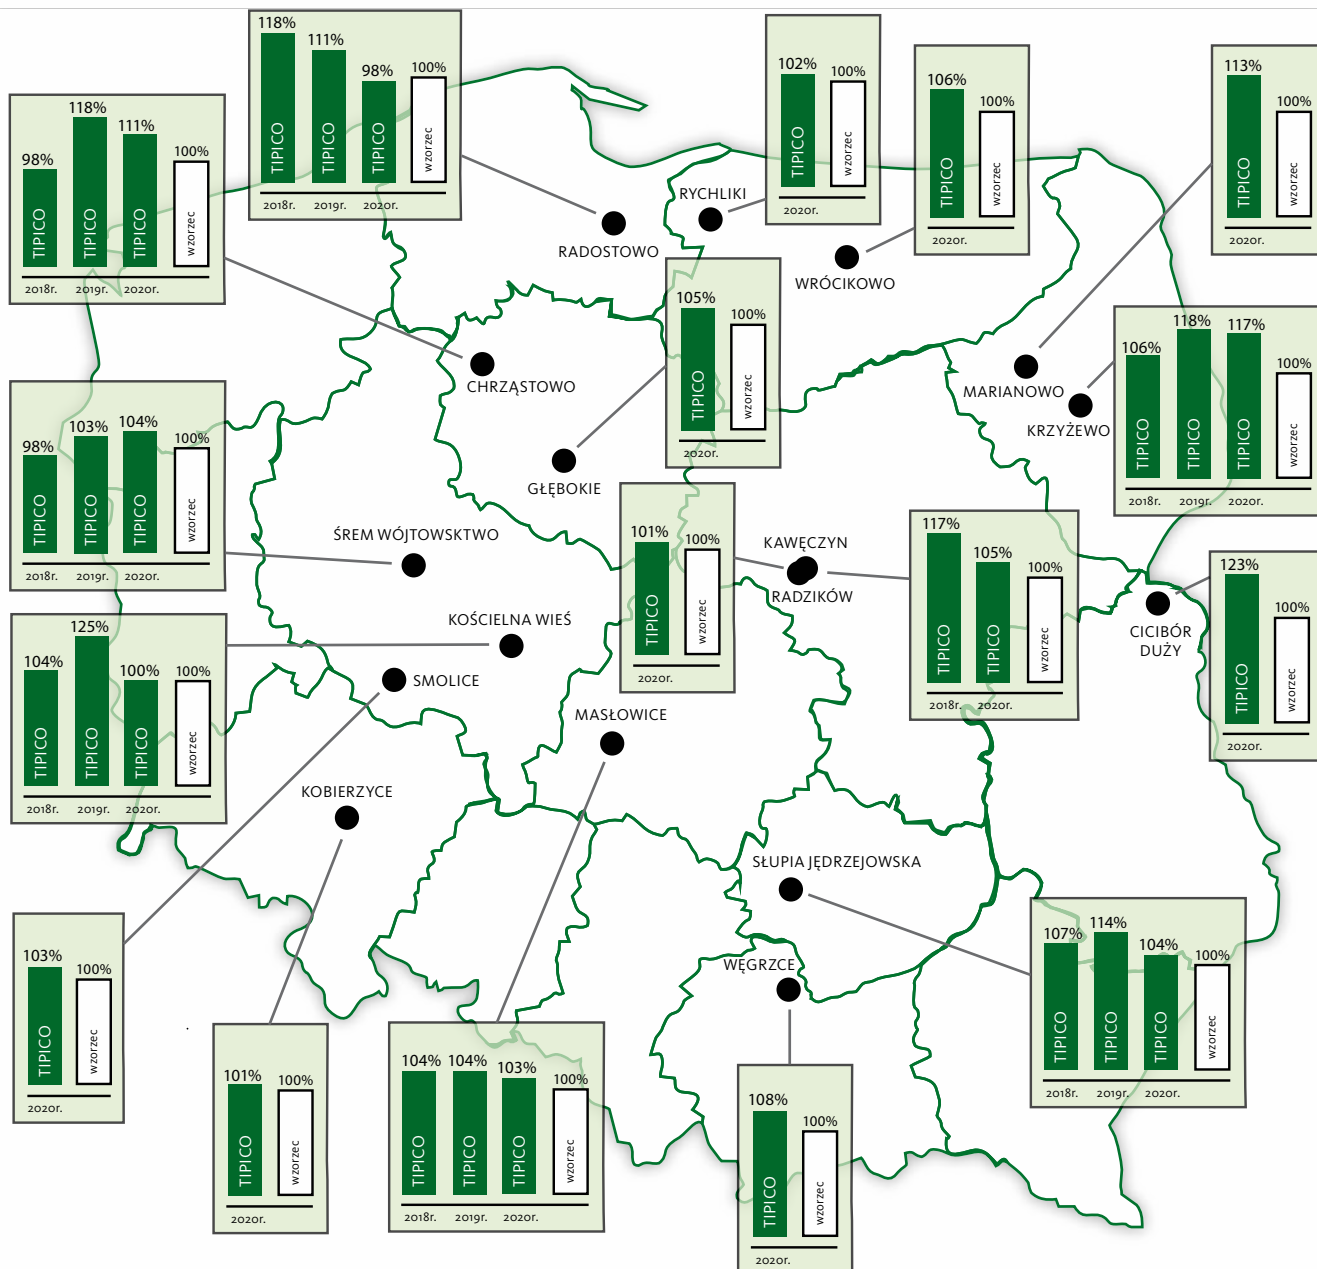 118%
111%
98%
100%
TIPICO
TIPICO
TIPICO
wzorzec
2018r.
2019r.
2020r.
102%
100%
TIPICO
wzorzec
2020r.
106%
100%
TIPICO
wzorzec
2020r.
113%
100%
TIPICO
wzorzec
2020r.
98%
118%
111%
100%
TIPICO
TIPICO
TIPICO
wzorzec
2018r.
2019r.
2020r.
RYCHLIKI
RADOSTOWO
WRÓCIKOWO
105%
100%
TIPICO
wzorzec
2020r.
106%
118%
117%
100%
TIPICO
TIPICO
TIPICO
wzorzec
2018r.
2019r.
2020r.
CHRZĄSTOWO
MARIANOWO
KRZYŻEWO
98%
103%
104%
100%
TIPICO
TIPICO
TIPICO
wzorzec
2018r.
2019r.
2020r.
GŁĘBOKIE
ŚREM WÓJTOWSKTWO
101%
100%
TIPICO
wzorzec
2020r.
KAWĘCZYN
RADZIKÓW
117%
105%
100%
TIPICO
TIPICO
wzorzec
2018r.
2020r.
123%
100%
TIPICO
wzorzec
2020r.
CICIBÓR
DUŻY
104%
125%
100%
100%
TIPICO
TIPICO
TIPICO
wzorzec
2018r.
2019r.
2020r.
KOŚCIELNA WIEŚ
SMOLICE
MASŁOWICE
KOBIERZYCE
SŁUPIA JĘDRZEJOWSKA
WĘGRZCE
103%
100%
TIPICO
wzorzec
2020r.
101%
100%
TIPICO
wzorzec
2020r.
104%
104%
103%
100%
TIPICO
TIPICO
TIPICO
wzorzec
2018r.
2019r.
2020r.
108%
100%
TIPICO
wzorzec
2020r.
107%
114%
104%
100%
TIPICO
TIPICO
TIPICO
wzorzec
2018r.
2019r.
2020r.